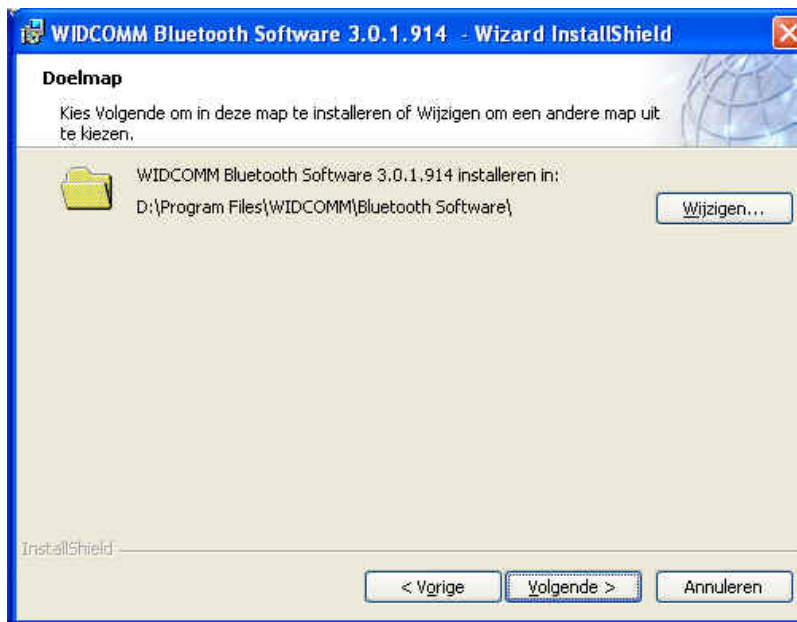 WIDCOMM Bluetooth Software 3.0.1.914 - Wizard InstallShield
Doelmap
Kies Volgende om in deze map te installeren of Wijzigen om een andere map uit
te kiezen.
WIDCOMM Bluetooth Software 3.0.1.914 installeren in:
D:\Program Files\WIDCOMM\Bluetooth Software\
Wijzigen...
InstallShield
< Vorige
Volgende >
Annuleren